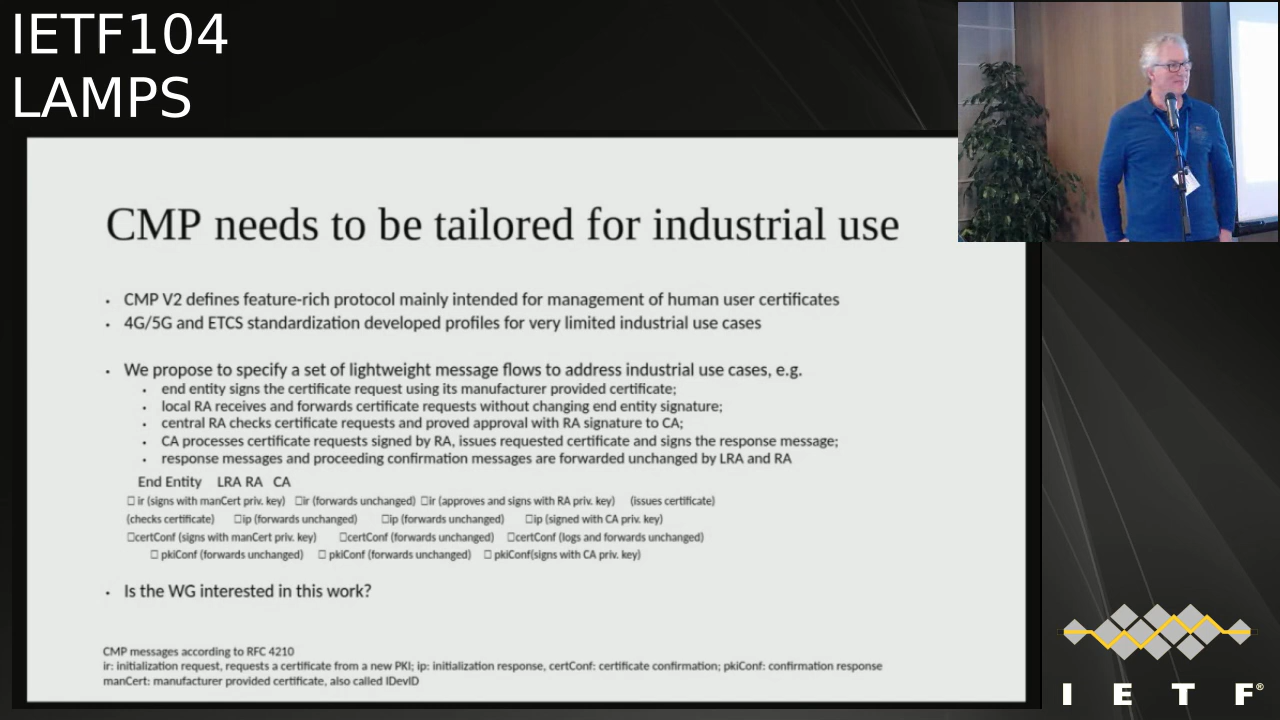 IETF104
LAMPS
CMP needs to be tailored for industrial use
• CMP V2 defines feature-rich protocol mainly intended for management of human user certificates
• 4G/5G and ETCS standardization developed profiles for very limited industrial use cases
• We propose to specify a set of lightweight message flows to address industrial use cases, e.g.
• end entity signs the certificate request using its manufacturer provided certificate;
• local RA receives and forwards certificate requests without changing end entity signature;
• central RA checks certificate requests and proved approval with RA signature to CA;
• CA processes certificate requests signed by RA, issues requested certificate and signs the response message;
• response messages and proceeding confirmation messages are forwarded unchanged by LRA and RA
End Entity LRA RA CA
□ ir (signs with manCert priv. key) □ir (forwards unchanged) □ir (approves and signs with RA priv. key) (issues certificate)
(checks certificate) □ip (forwards unchanged) □ip (forwards unchanged) □ip (signed with CA priv. key)
□certConf (signs with manCert priv. key) □certConf (forwards unchanged) □certConf (logs and forwards unchanged)
□ pkiConf (forwards unchanged) □ pkiConf (forwards unchanged) □ pkiConf(signs with CA priv. key)
• Is the WG interested in this work?
CMP messages according to RFC 4210
ir: initialization request, requests a certificate from a new PKI; ip: initialization response, certConf: certificate confirmation; pkiConf: confirmation response
manCert: manufacturer provided certificate, also called IDevID
I E T F®